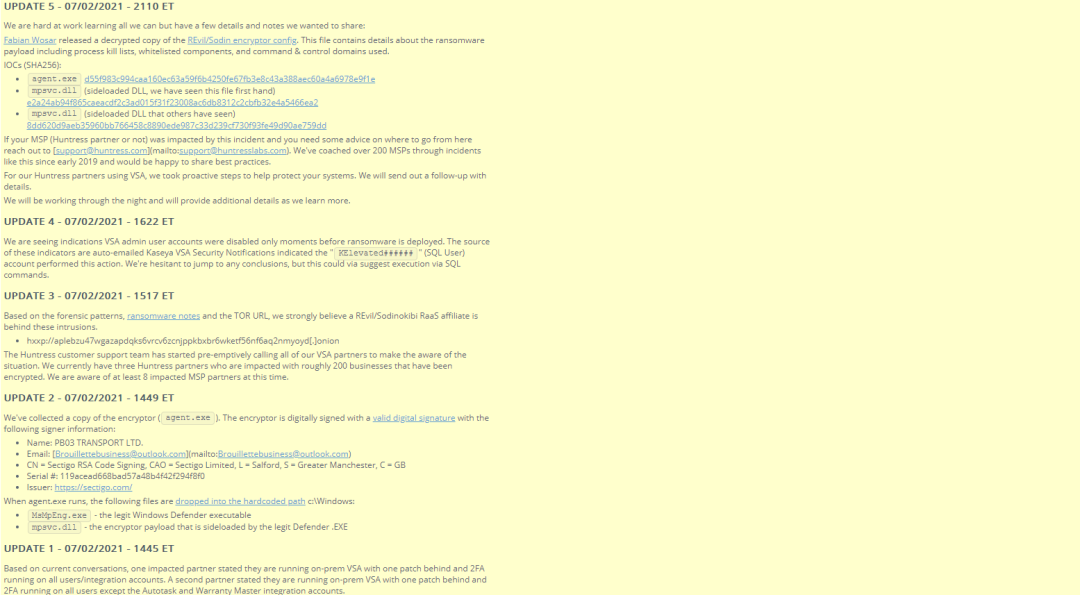 UPDATE 5 - 07/02/2021 - 2110 ET
We are hard at work learning all we can but have a few details and notes we wanted to share:
Fabian Wosar released a decrypted copy of the REvil/Sodin encryptor config. This file contains details about the ransomware
payload including process kill lists, whitelisted components, and command & control domains used.
IOCs (SHA256):
• agent.exe d55f983c994caa160ec63a59f6b4250fe67fb3e8c43a388aec60a4a6978e9f1e
• mpsvc.dll (sideloaded DLL, we have seen this file first hand)
e2a24ab94f865caeacdf2c3ad015f31f23008ac6db8312c2cbfb32e4a5466ea2
• mpsvc.dll (sideloaded DLL that others have seen)
8dd620d9aeb35960bb766458c8890ede987c33d239cf730f93fe49d90ae759dd
If your MSP (Huntress partner or not) was impacted by this incident and you need some advice on where to go from here
reach out to [support@huntress.com](mailto:support@huntresslabs.com). We've coached over 200 MSPs through incidents
like this since early 2019 and would be happy to share best practices.
For our Huntress partners using VSA, we took proactive steps to help protect your systems. We will send out a follow-up with
details.
We will be working through the night and will provide additional details as we learn more.
UPDATE 4 - 07/02/2021 - 1622 ET
We are seeing indications VSA admin user accounts were disabled only moments before ransomware is deployed. The source
of these indicators are auto-emailed Kaseya VSA Security Notifications indicated the " KElevated###### " (SQL User)
account performed this action. We're hesitant to jump to any conclusions, but this could via suggest execution via SQL
commands.
UPDATE 3 - 07/02/2021 - 1517 ET
Based on the forensic patterns, ransomware notes and the TOR URL, we strongly believe a REvil/Sodinokibi RaaS affiliate is
behind these intrusions.
• hxxp://aplebzu47wgazapdqks6vrcv6zcnjppkbxbr6wketf56nf6aq2nmyoyd[.]onion
The Huntress customer support team has started pre-emptively calling all of our VSA partners to make the aware of the
situation. We currently have three Huntress partners who are impacted with roughly 200 businesses that have been
encrypted. We are aware of at least 8 impacted MSP partners at this time.
UPDATE 2 - 07/02/2021 - 1449 ET
We've collected a copy of the encryptor ( agent.exe ). The encryptor is digitally signed with a valid digital signature with the
following signer information:
• Name: PB03 TRANSPORT LTD.
• Email: [Brouillettebusiness@outlook.com](mailto:Brouillettebusiness@outlook.com)
• CN = Sectigo RSA Code Signing, CAO = Sectigo Limited, L = Salford, S = Greater Manchester, C = GB
• Serial #: 119acead668bad57a48b4f42f294f8f0
• Issuer: https://sectigo.com/
When agent.exe runs, the following files are dropped into the hardcoded path c:\Windows:
• MsMpEng.exe - the legit Windows Defender executable
• mpsvc.dll - the encryptor payload that is sideloaded by the legit Defender .EXE
UPDATE 1 - 07/02/2021 - 1445 ET
Based on current conversations, one impacted partner stated they are running on-prem VSA with one patch behind and 2FA
running on all users/integration accounts. A second partner stated they are running on-prem VSA with one patch behind and
2FA running on all users except the Autotask and Warranty Master integration accounts.